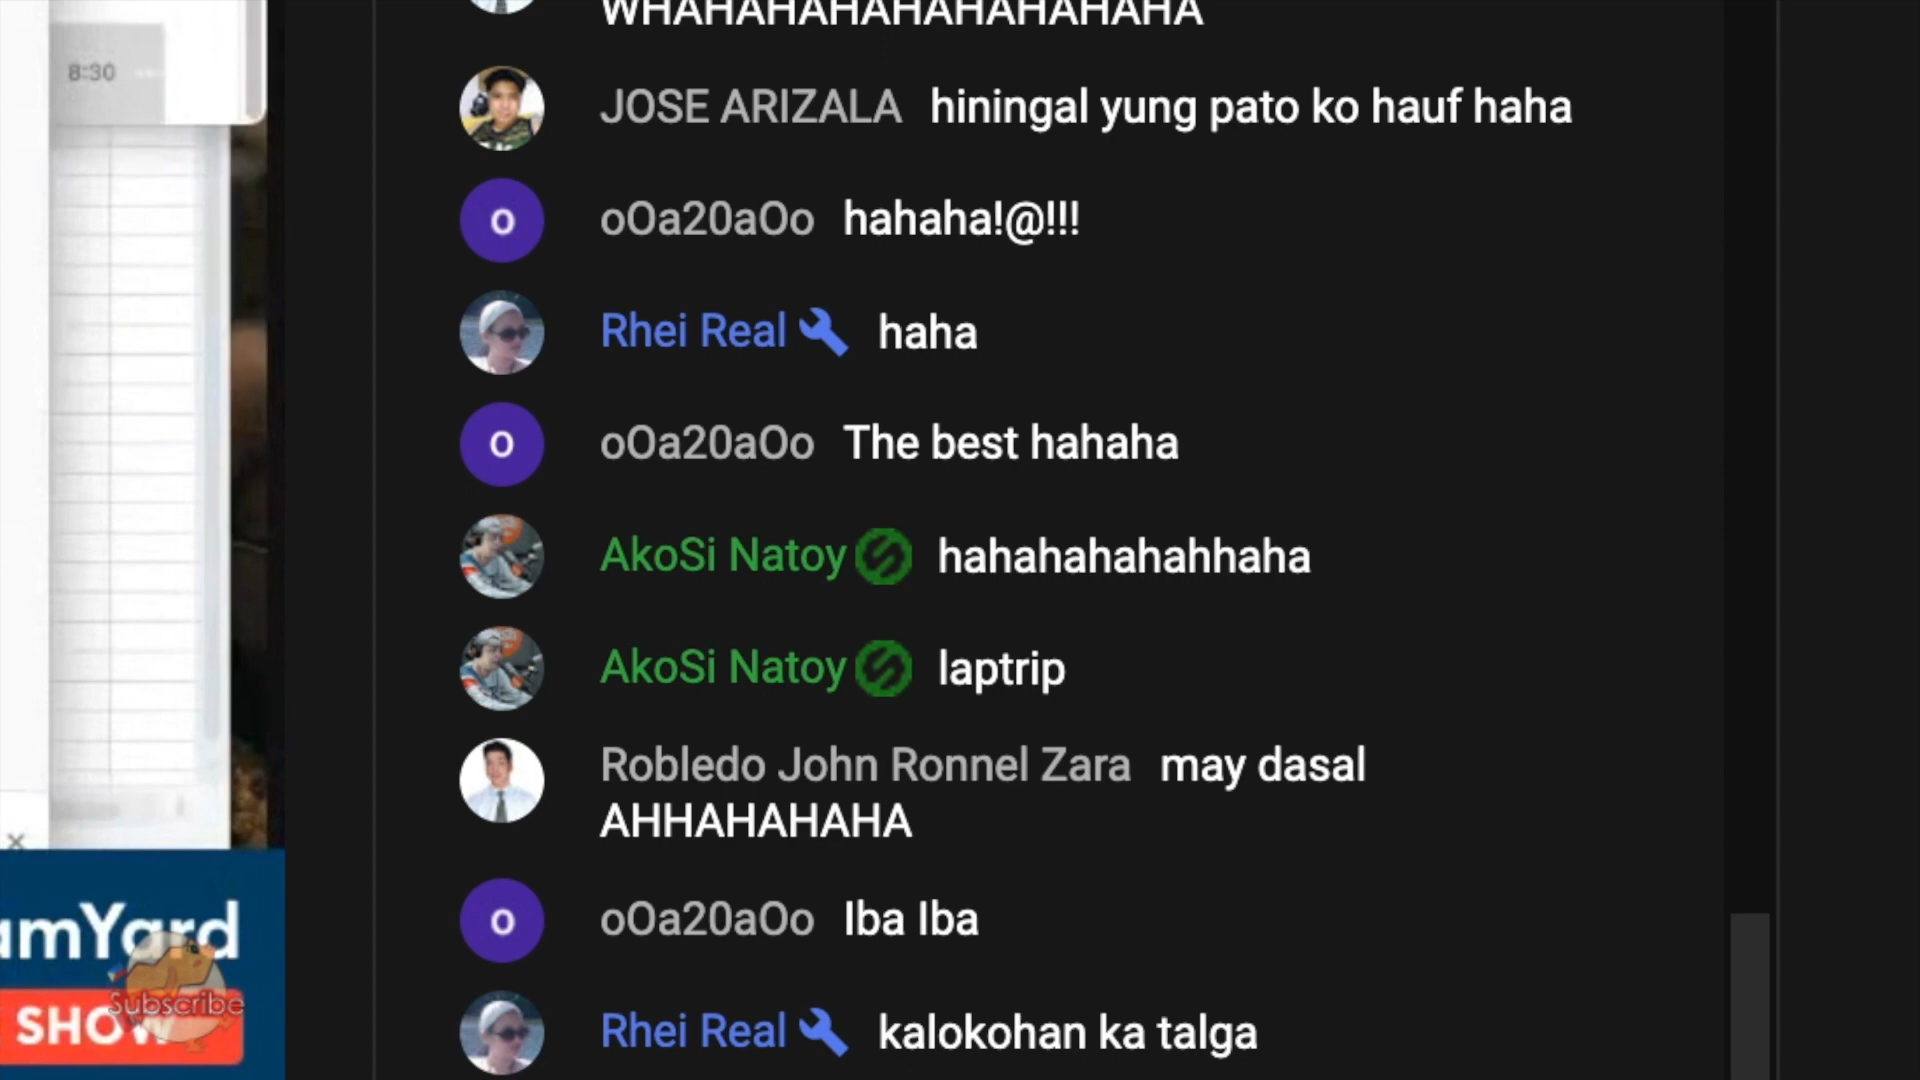 WHAHAHAHAHAHAHAHAHA
8:30
JOSE ARIZALA hiningal yung pato ko hauf haha
O
oOa20aOo hahaha!@!!!
Rhei Real haha
O
oOa20aOo The best hahaha
AkoSi Natoy hahahahahahhaha
AkoSi Natoy laptrip
Robledo John Ronnel Zara may dasal
AHHAHAHAHA
O
oOa20aOo Iba Iba
Rhei Real kalokohan ka talga
amYard
Subscribe
SHOW